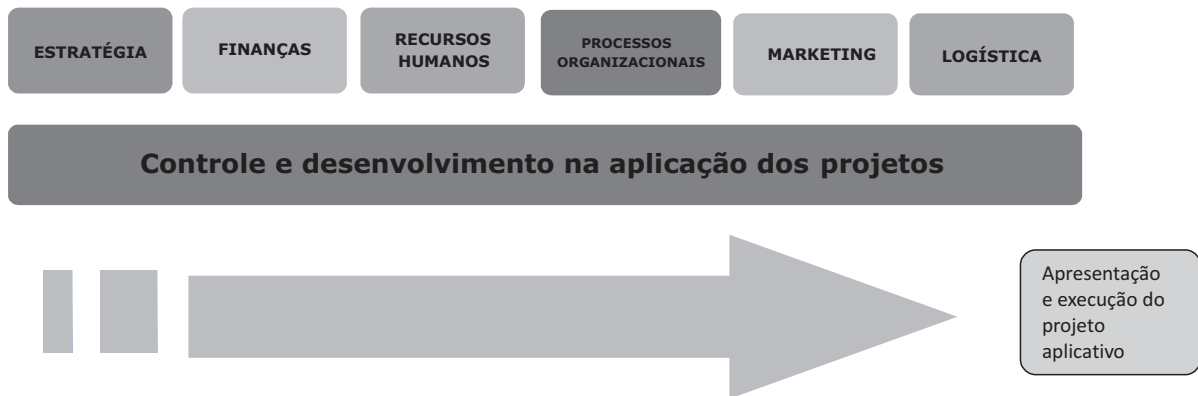 ESTRATÉGIA
FINANÇAS
RECURSOS
HUMANOS
PROCESSOS
ORGANIZACIONAIS
MARKETING
LOGÍSTICA
Controle e desenvolvimento na aplicação dos projetos
Apresentação
e execução do
projeto
aplicativo